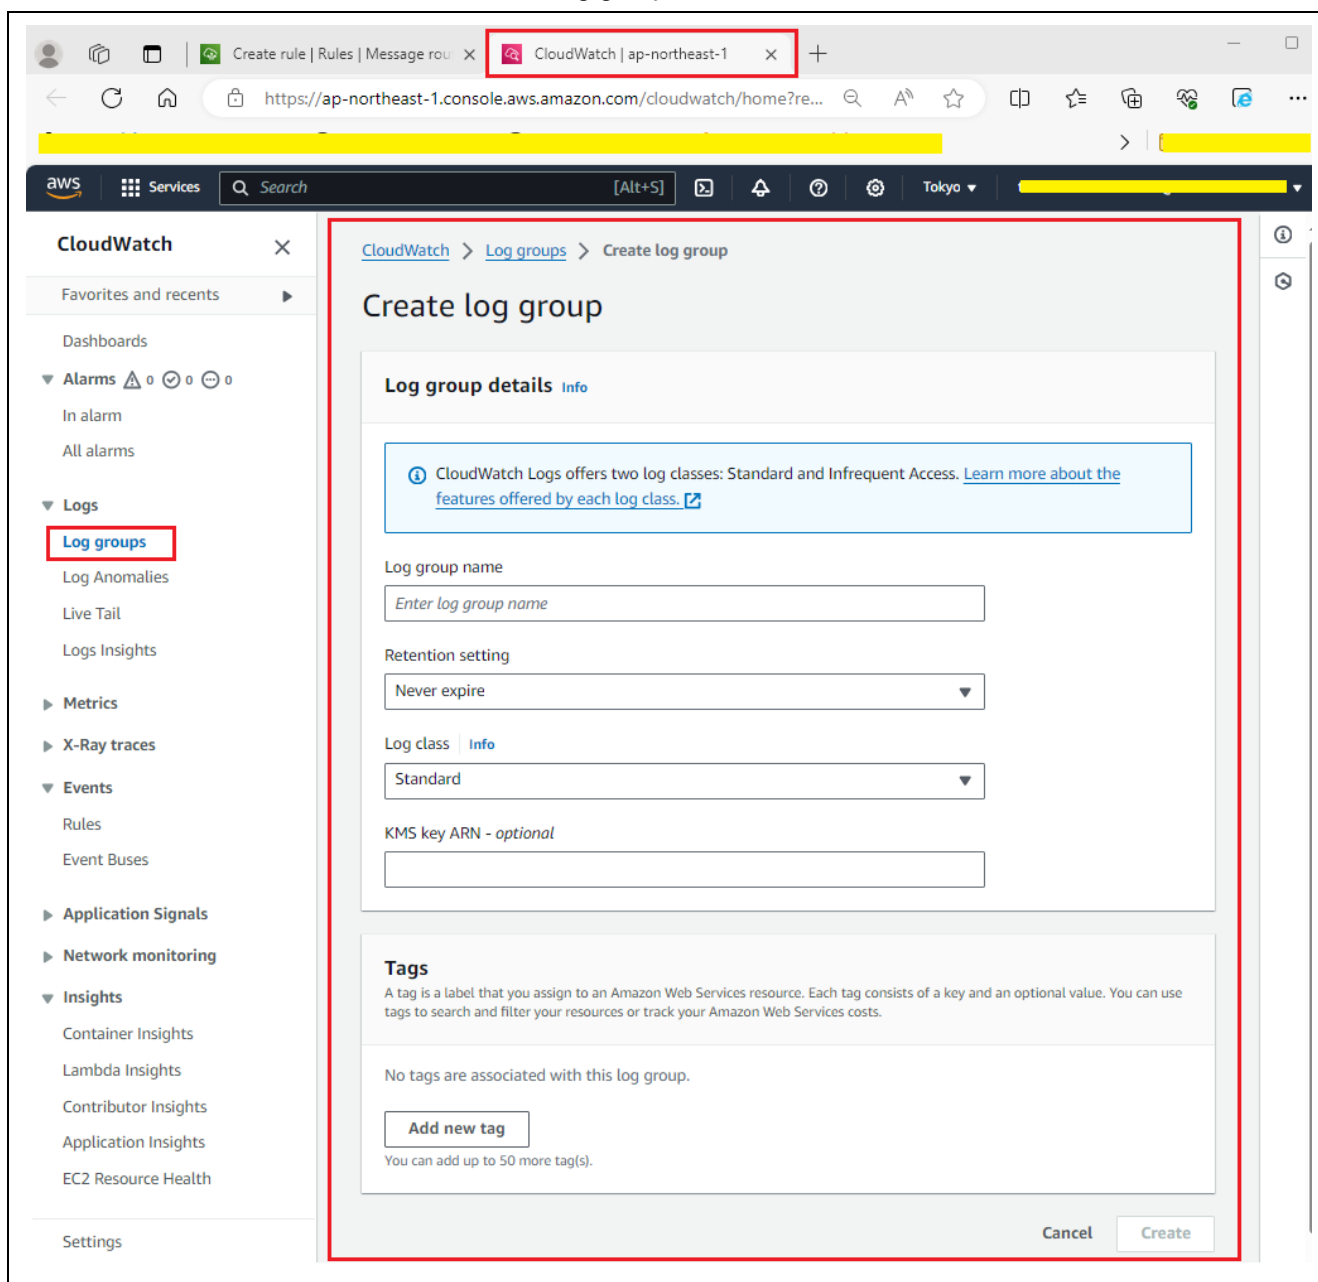 Create rule | Rules | Message rou
CloudWatch | ap-northeast-1
https://ap-northeast-1.console.aws.amazon.com/cloudwatch/home?re...
aws
Services
Search
[Alt+S]
Tokyo
CloudWatch
Favorites and recents
Dashboards
Alarms 0 0 0
In alarm
All alarms
Logs
Log groups
Log Anomalies
Live Tail
Logs Insights
Metrics
X-Ray traces
Events
Rules
Event Buses
Application Signals
Network monitoring
Insights
Container Insights
Lambda Insights
Contributor Insights
Application Insights
EC2 Resource Health
Settings
CloudWatch > Log groups > Create log group
Create log group
Log group details Info
CloudWatch Logs offers two log classes: Standard and Infrequent Access. Learn more about the
features offered by each log class.
Log group name
Enter log group name
Retention setting
Never expire
Log class Info
Standard
KMS key ARN - optional
Tags
A tag is a label that you assign to an Amazon Web Services resource. Each tag consists of a key and an optional value. You can use
tags to search and filter your resources or track your Amazon Web Services costs.
No tags are associated with this log group.
Add new tag
You can add up to 50 more tag(s).
Cancel
Create